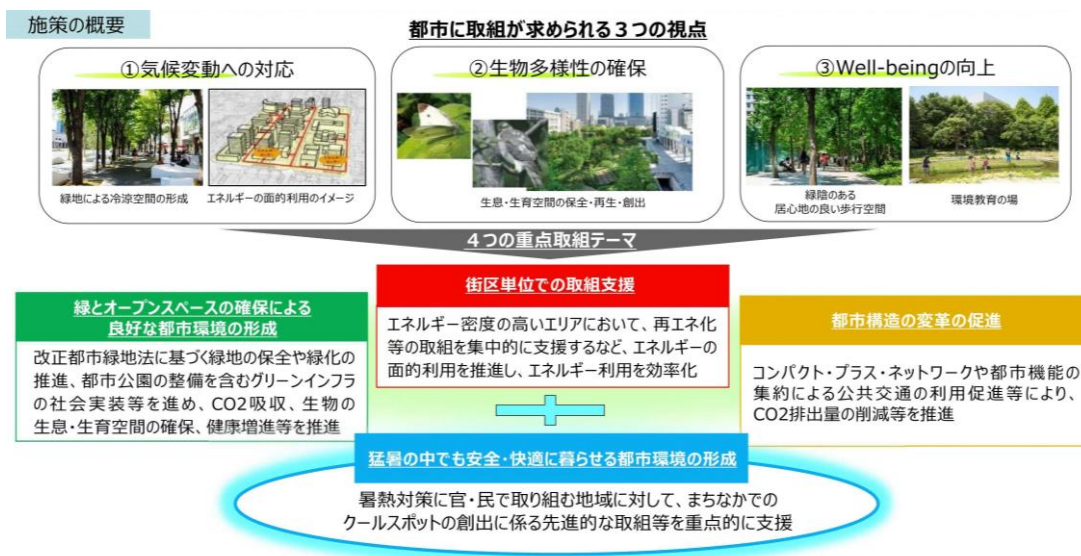 施策の概要
都市に取組が求められる3つの視点
①気候変動への対応
緑地による冷涼空間の形成
エネルギーの面的利用のイメージ
②生物多様性の確保
生息・生育空間の保全・再生・創出
③Well-beingの向上
緑陰のある
居心地の良い歩行空間
環境教育の場
4つの重点取組テーマ
緑とオープンスペースの確保による
良好な都市環境の形成
改正都市緑地法に基づく緑地の保全や緑化の
推進、都市公園の整備を含むグリーンインフラ
の社会実装等を進め、CO2吸収、生物の
生息・生育空間の確保、健康増進等を推進
街区単位での取組支援
エネルギー密度の高いエリアにおいて、再エネ化
等の取組を集中的に支援するなど、エネルギーの
面的利用を推進し、エネルギー利用を効率化
都市構造の変革の促進
コンパクト・プラス・ネットワークや都市機能の
集約による公共交通の利用促進等により、
CO2排出量の削減等を推進
猛暑の中でも安全・快適に暮らせる都市環境の形成
暑熱対策に官・民で取り組む地域に対して、まちなかでの
クールスポットの創出に係る先進的な取組等を重点的に支援